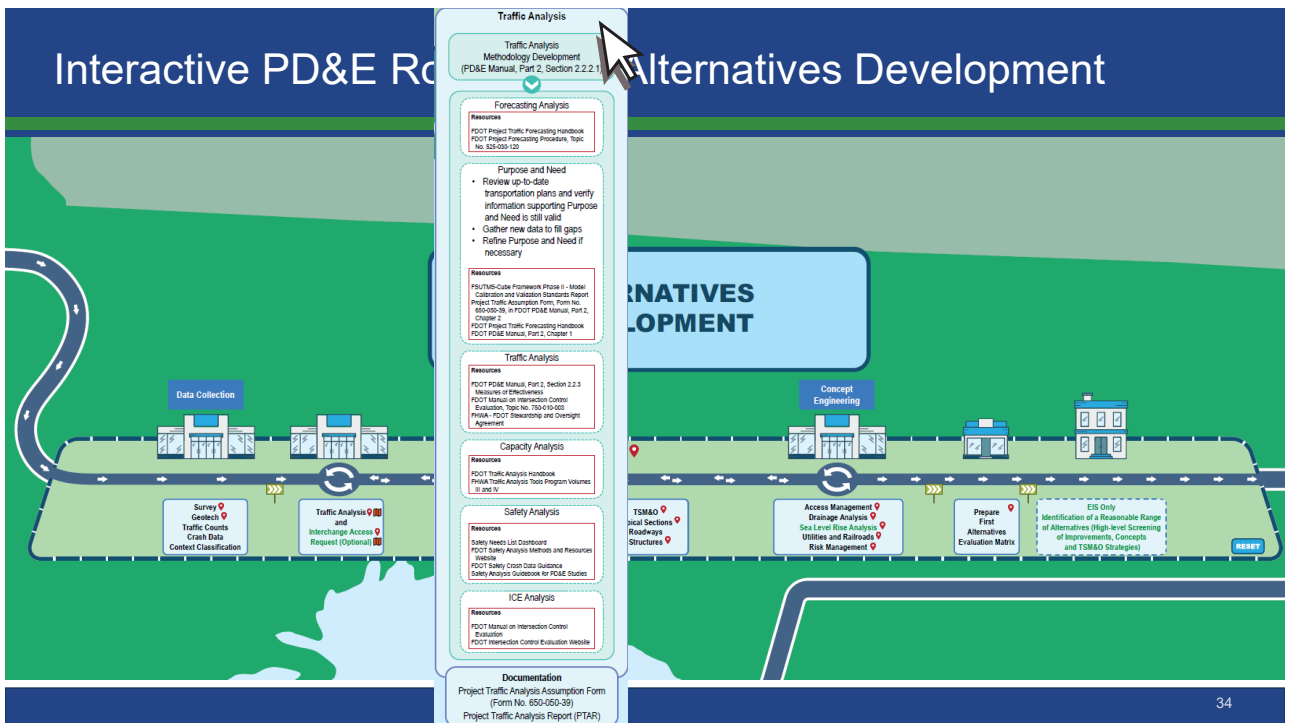 Traffic Analysis
Traffic Analysis
Methodology Development
(PD&E Manual, Part 2, Section 2.2.2.1)
Interactive PD&E Ro
Alternatives Development
Forecasting Analysis
Resources
FDOT Project Traffic Forecasting Handbook
FDOT Project Forecasting Procedure, Topic
No. 525-030-120
Purpose and Need
• Review up-to-date
transportation plans and verify
information supporting Purpose
and Need is still valid
• Gather new data to fill gaps
• Refine Purpose and Need if
necessary
Resources
FSUTMS-Cube Framework Phase II - Model
Calibration and Validation Standards Report
Project Traffic Assumption Form, Form No.
650-050-39, in FDOT PD&E Manual, Part 2,
Chapter 2
FDOT Project Traffic Forecasting Handbook
FDOT PD&E Manual, Part 2, Chapter 1
Traffic Analysis
Resources
FDOT PD&E Manual, Part 2, Section 2.2.3
Measures of Effectiveness
FDOT Manual on Intersection Control
Evaluation, Topic No. 750-010-003
FHWA - FDOT Stewardship and Oversight
Agreement
Capacity Analysis
Resources
FDOT Traffic Analysis Handbook
FHWA Traffic Analysis Tools Program Volumes
III and IV
Safety Analysis
Resources
Safety Needs List Dashboard
FDOT Safety Analysis Methods and Resources
Website
FDOT Safety Crash Data Guidance
Safety Analysis Guidebook for PD&E Studies
ICE Analysis
Resources
FDOT Manual on Intersection Control
Evaluation
FDOT Intersection Control Evaluation Website
Documentation
Project Traffic Analysis Assumption Form
(Form No. 650-050-39)
Project Traffic Analysis Report (PTAR)
RNATIVES
LOPMENT
Data Collection
Survey
Geotech
Traffic Counts
Crash Data
Context Classification
Traffic Analysis
and
Interchange Access
Request (Optional)
TSM&O
pical Sections
Roadways
Structures
Concept
Engineering
Access Management
Drainage Analysis
Sea Level Rise Analysis
Utilities and Railroads
Risk Management
Prepare
First
Alternatives
Evaluation Matrix
EIS Only
Identification of a Reasonable Range
of Alternatives (High-level Screening
of Improvements, Concepts
and TSM&O Strategies)
RESET
34